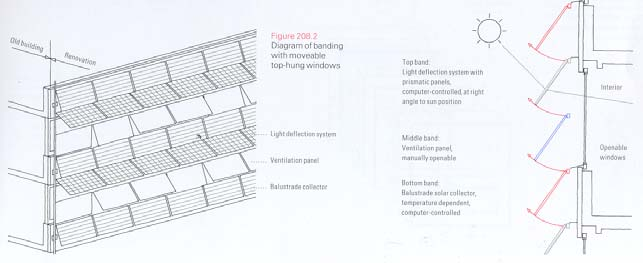 Old building
Renovation
Figure 208.2
Diagram of banding
with moveable
top-hung windows
Light deflection system
Ventilation panel
Balustrade collector
Top band:
Light deflection system with
prismatic panels,
computer-controlled, at right
angle to sun position
Middle band:
Ventilation panel,
manually openable
Bottom band:
Balustrade solar collector,
temperature dependent,
computer-controlled
Interior
Openable
windows